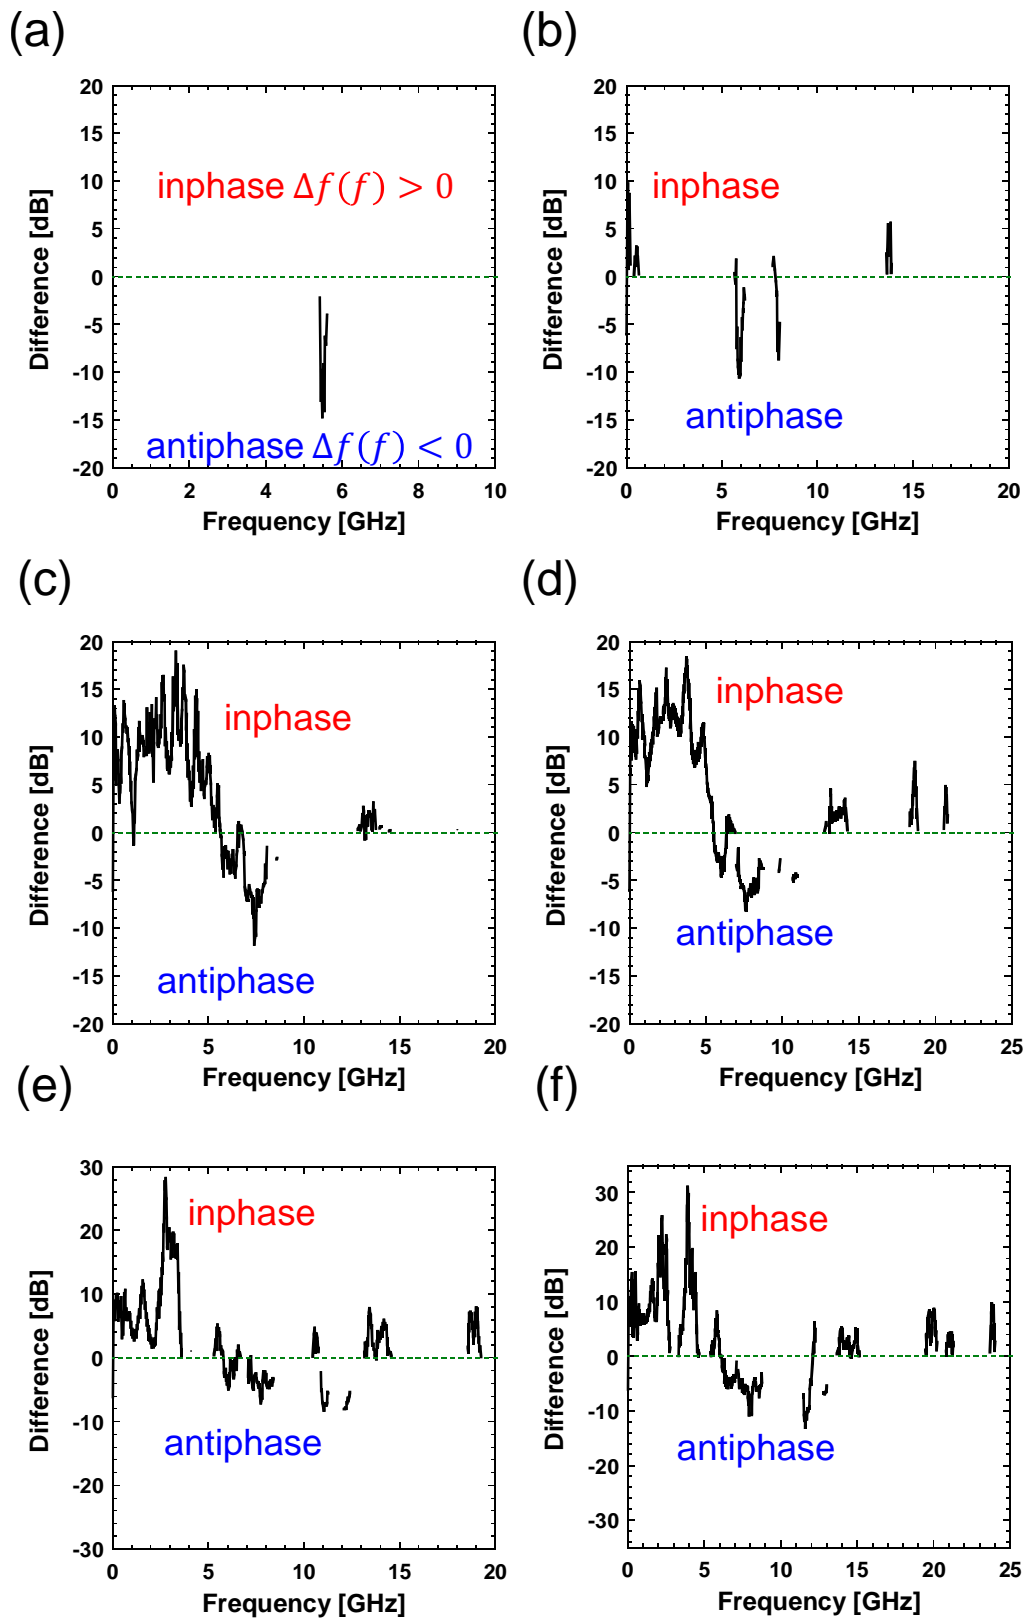 (a)
20
15
10
5
0
-5
-10
-15
-20
Difference [dB]
inphase Δf(f) > 0
antiphase Δf(f) < 0
0 2 4 6 8 10
Frequency [GHz]
(b)
20
15
10
5
0
-5
-10
-15
-20
Difference [dB]
inphase
antiphase
0 5 10 15 20
Frequency [GHz]
(c)
20
15
10
5
0
-5
-10
-15
-20
Difference [dB]
inphase
antiphase
0 5 10 15 20
Frequency [GHz]
(d)
20
15
10
5
0
-5
-10
-15
-20
Difference [dB]
inphase
antiphase
0 5 10 15 20 25
Frequency [GHz]
(e)
30
20
10
0
-10
-20
-30
Difference [dB]
inphase
antiphase
0 5 10 15 20
Frequency [GHz]
(f)
30
20
10
0
-10
-20
-30
Difference [dB]
inphase
antiphase
0 5 10 15 20 25
Frequency [GHz]